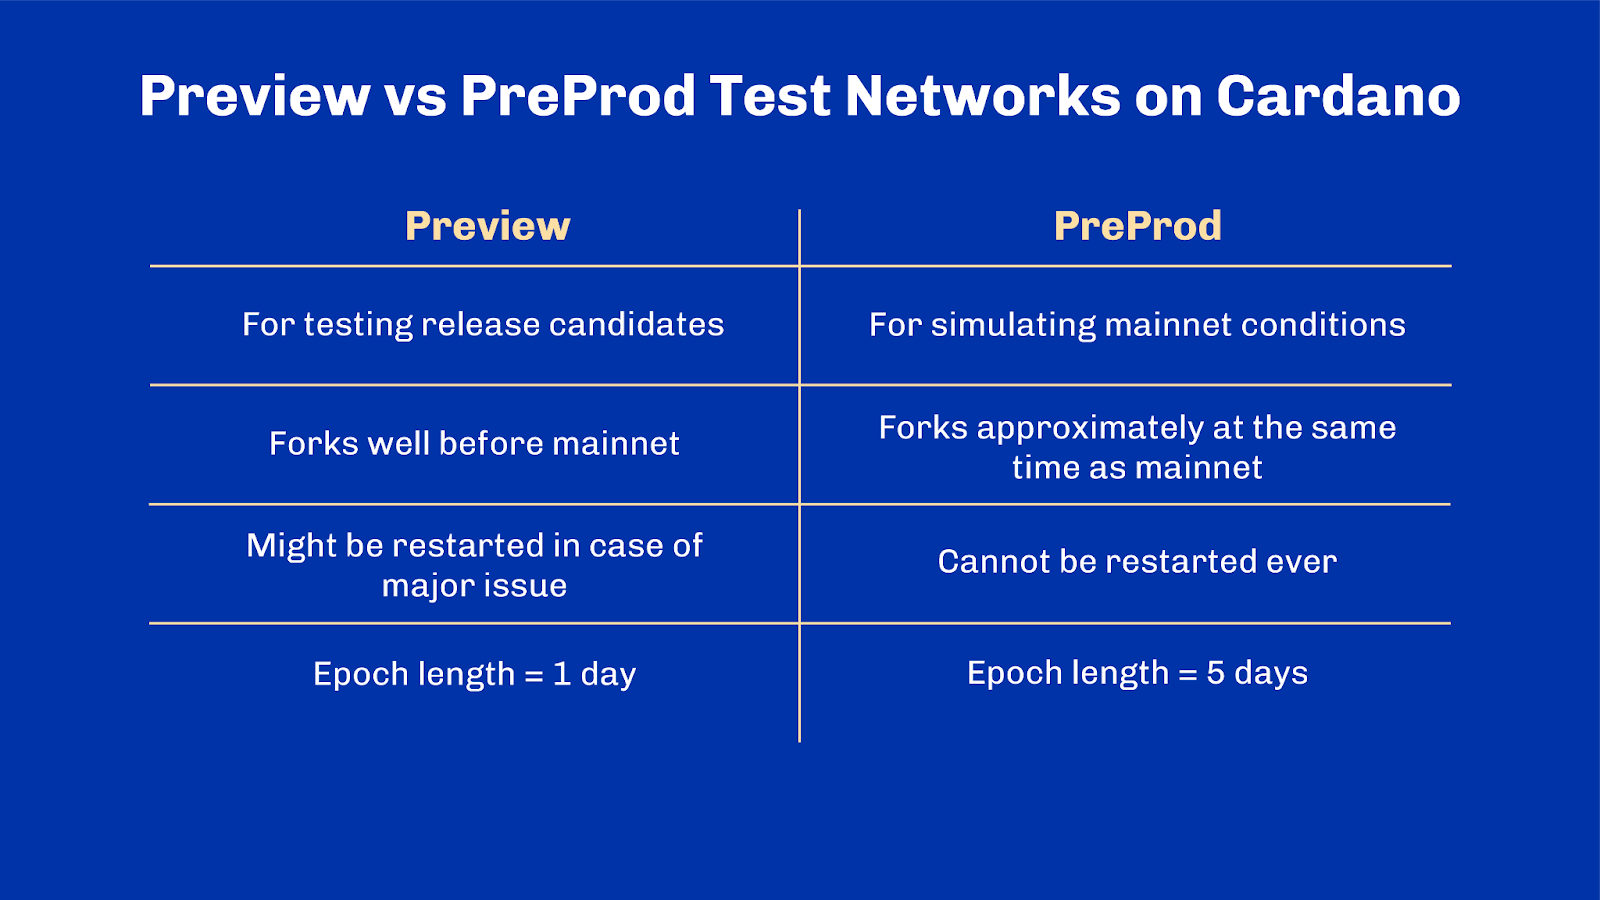 Preview vs PreProd Test Networks on Cardano
Preview
PreProd
For testing release candidates
For simulating mainnet conditions
Forks well before mainnet
Forks approximately at the same
time as mainnet
Might be restarted in case of
major issue
Cannot be restarted ever
Epoch length = 1 day
Epoch length = 5 days